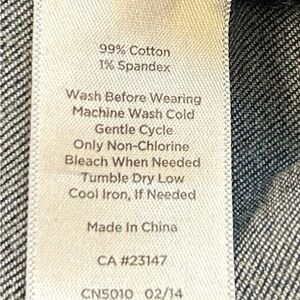 99% Cotton
1% Spandex
Wash Before Wearing
Machine Wash Cold
Gentle Cycle
Only Non-Chlorine
Bleach When Needed
Tumble Dry Low
Cool Iron, If Needed
Made In China
CA #23147
CN5010 02/14